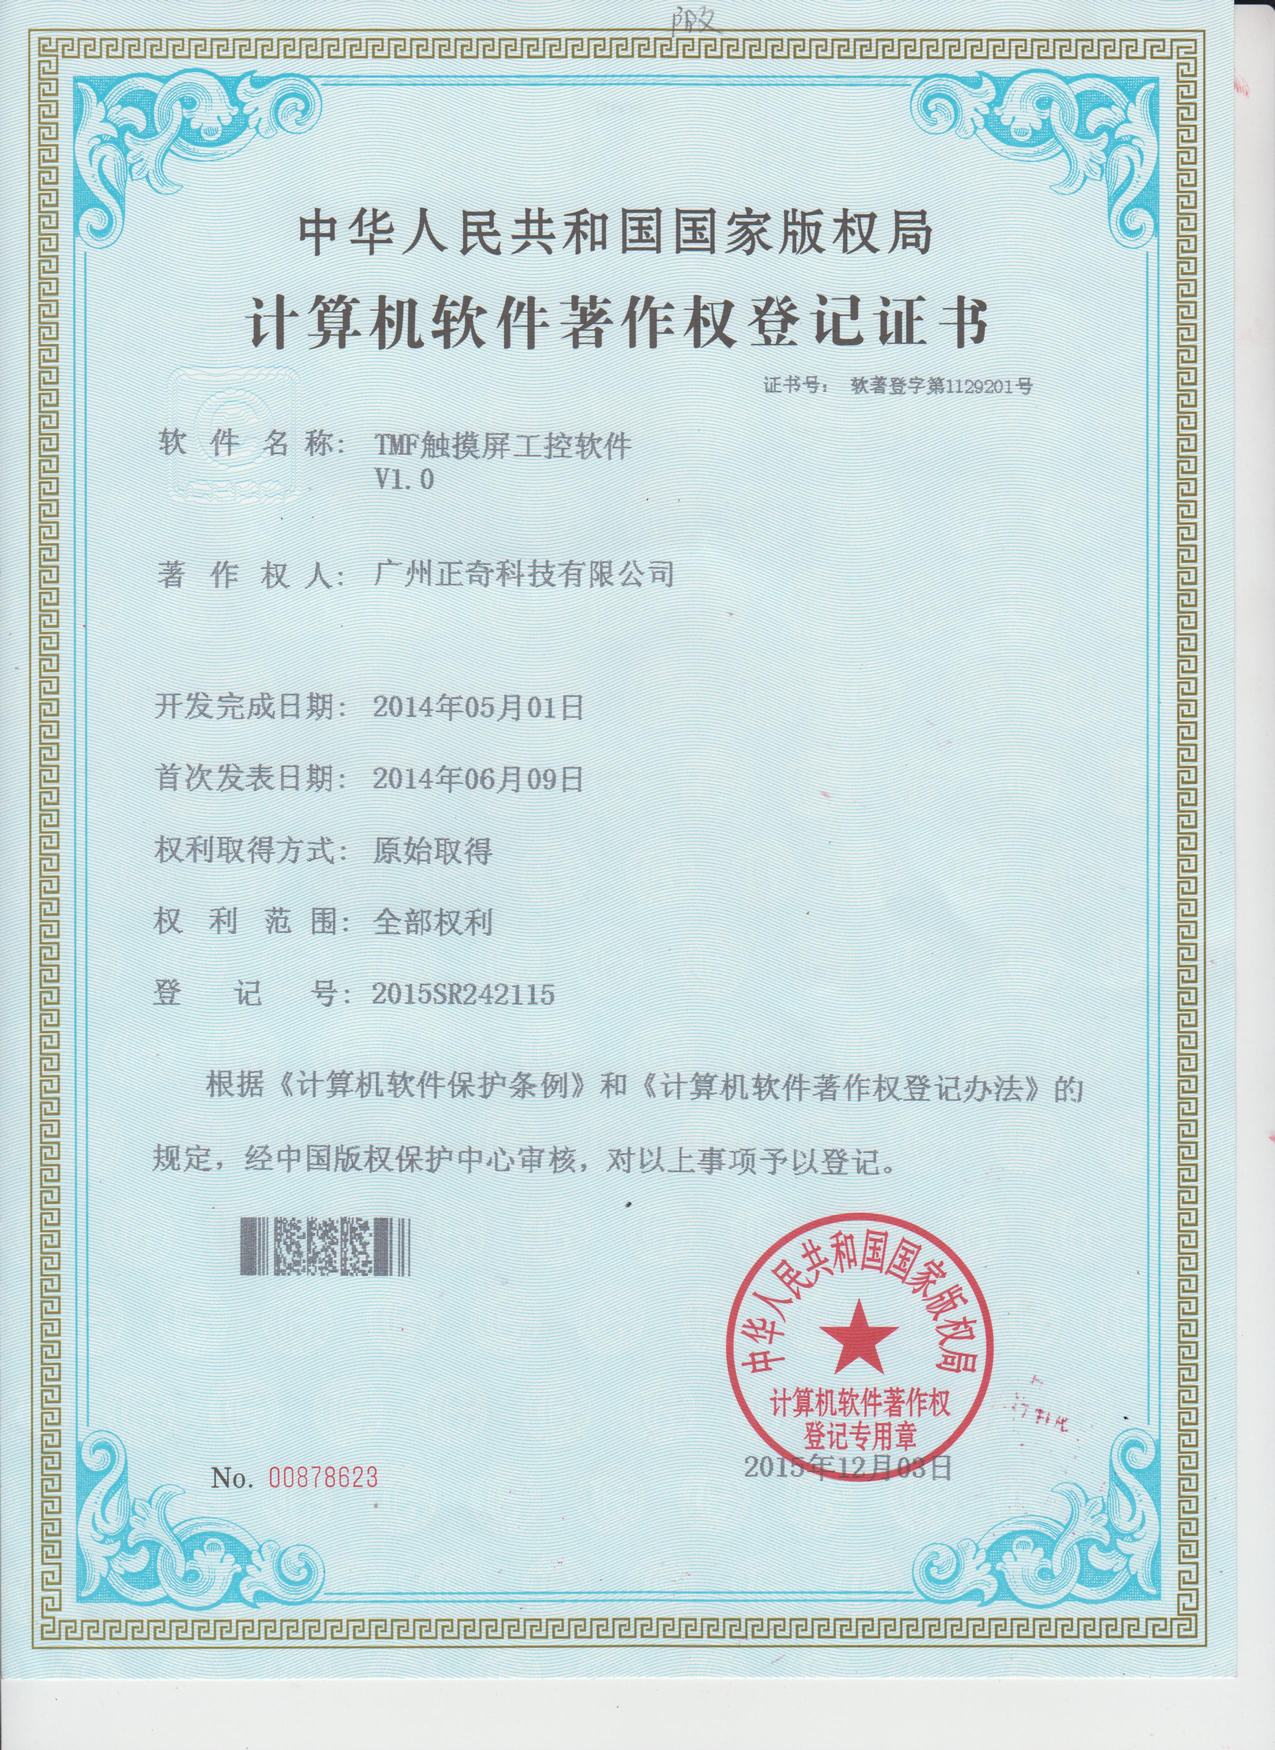 中华人民共和国国家版权局
计算机软件著作权登记证书
证书号： 软著登字第1129201号
软件名称： TMF触摸屏工控软件
V1.0
著作权人： 广州正奇科技有限公司
开发完成日期： 2014年05月01日
首次发表日期： 2014年06月09日
权利取得方式： 原始取得
权利范围： 全部权利
登记号： 2015SR242115
根据《计算机软件保护条例》和《计算机软件著作权登记办法》的
规定，经中国版权保护中心审核，对以上事项予以登记。
中华人民共和国国家版权局
计算机软件著作权
登记专用章
2015年12月03日
No. 00878623